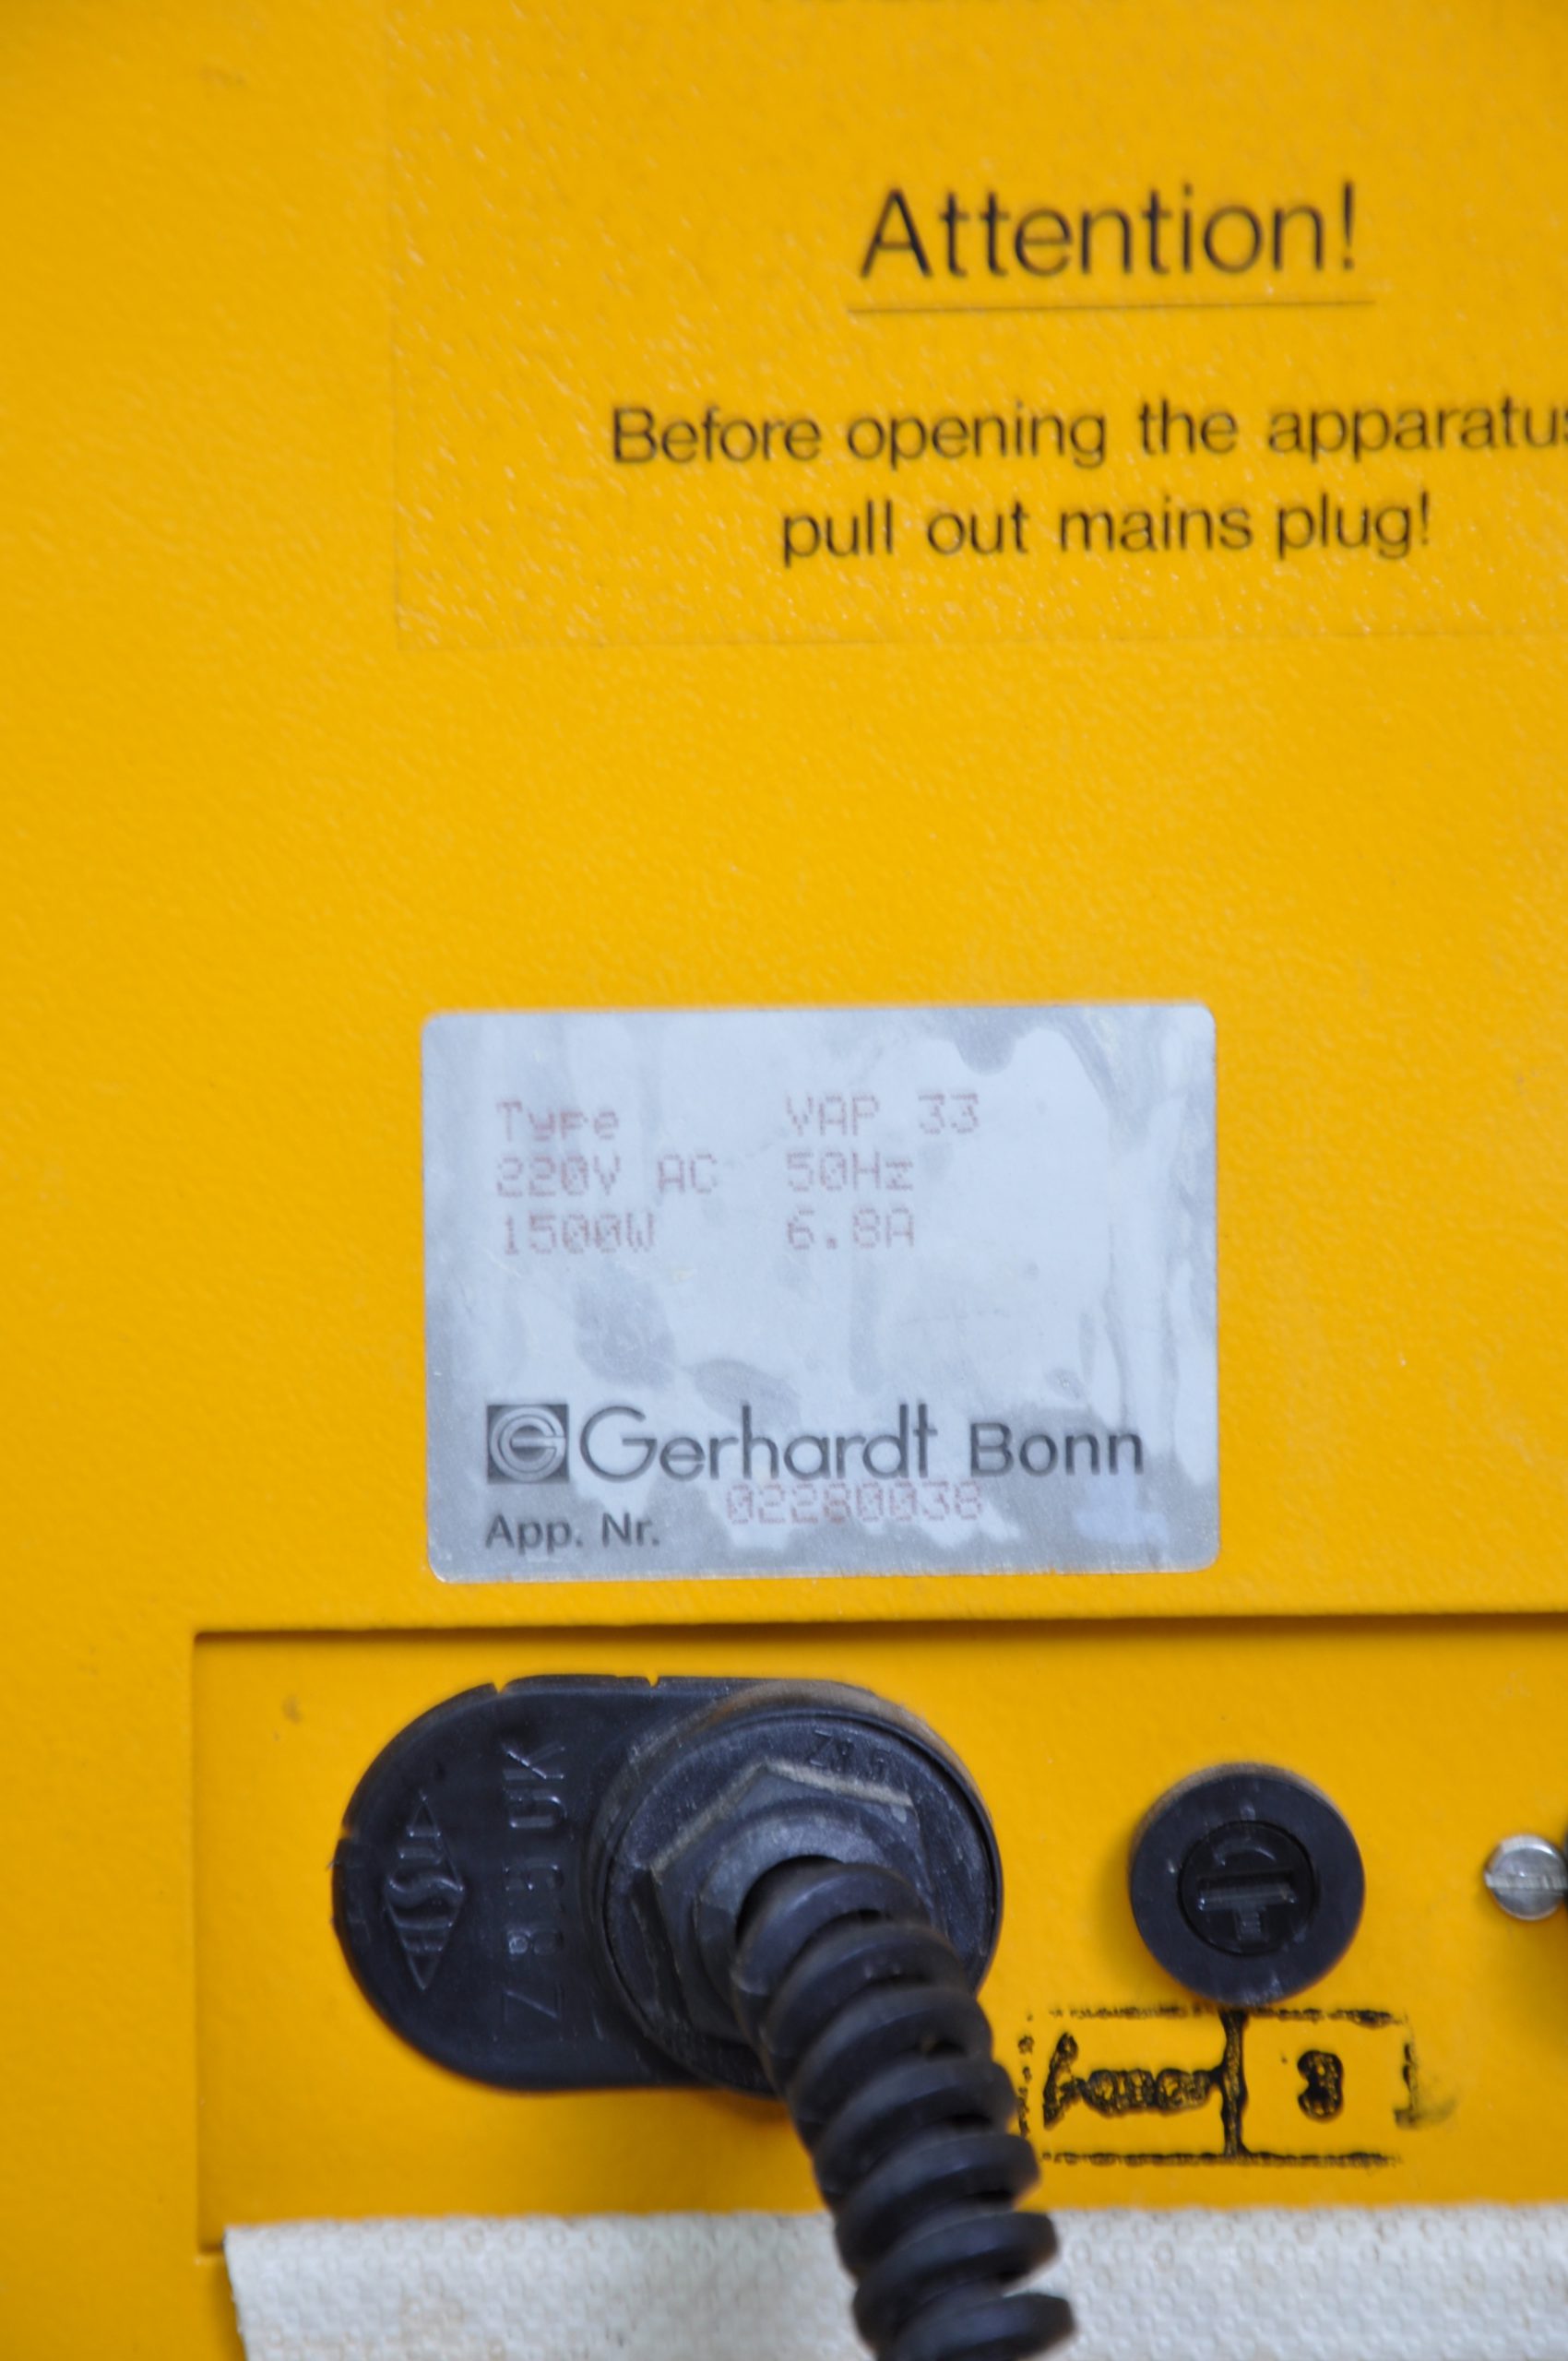 Attention!
Before opening the apparatus
pull out mains plug!
Type VAP 33
220V AC 50Hz
1500W 6.8A
Gerhardt Bonn
App. Nr. 02280038